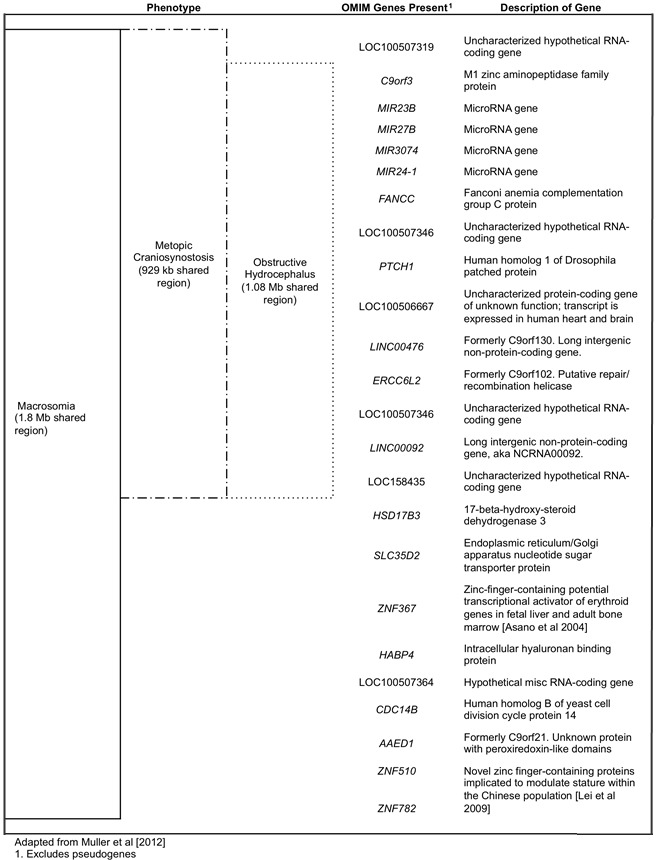 Phenotype OMIM Genes Present1 Description of Gene
LOC100507319 Uncharacterized hypothetical RNA-
coding gene
C9orf3 M1 zinc aminopeptidase family
protein
MIR23B MicroRNA gene
MIR27B MicroRNA gene
MIR3074 MicroRNA gene
MIR24-1 MicroRNA gene
FANCC Fanconi anemia complementation
group C protein
LOC100507346 Uncharacterized hypothetical RNA-
coding gene
Metopic
Craniosynostosis
(929 kb shared
region)
Obstructive
Hydrocephalus
(1.08 Mb shared
region)
PTCH1 Human homolog 1 of Drosophila
patched protein
LOC100506667 Uncharacterized protein-coding gene
of unknown function; transcript is
expressed in human heart and brain
LINC00476 Formerly C9orf130. Long intergenic
non-protein-coding gene.
ERCC6L2 Formerly C9orf102. Putative repair/
recombination helicase
Macrosomia
(1.8 Mb shared
region)
LOC100507346 Uncharacterized hypothetical RNA-
coding gene
LINC00092 Long intergenic non-protein-coding
gene, aka NCRNA00092.
LOC158435 Uncharacterized hypothetical RNA-
coding gene
HSD17B3 17-beta-hydroxy-steroid
dehydrogenase 3
SLC35D2 Endoplasmic reticulum/Golgi
apparatus nucleotide sugar
transporter protein
ZNF367 Zinc-finger-containing potential
transcriptional activator of erythroid
genes in fetal liver and adult bone
marrow [Asano et al 2004]
HABP4 Intracellular hyaluronan binding
protein
LOC100507364 Hypothetical misc RNA-coding gene
CDC14B Human homolog B of yeast cell
division cycle protein 14
AAED1 Formerly C9orf21. Unknown protein
with peroxiredoxin-like domains
ZNF510 Novel zinc finger-containing proteins
implicated to modulate stature within
the Chinese population [Lei et al
ZNF782 2009]
Adapted from Muller et al [2012]
1. Excludes pseudogenes